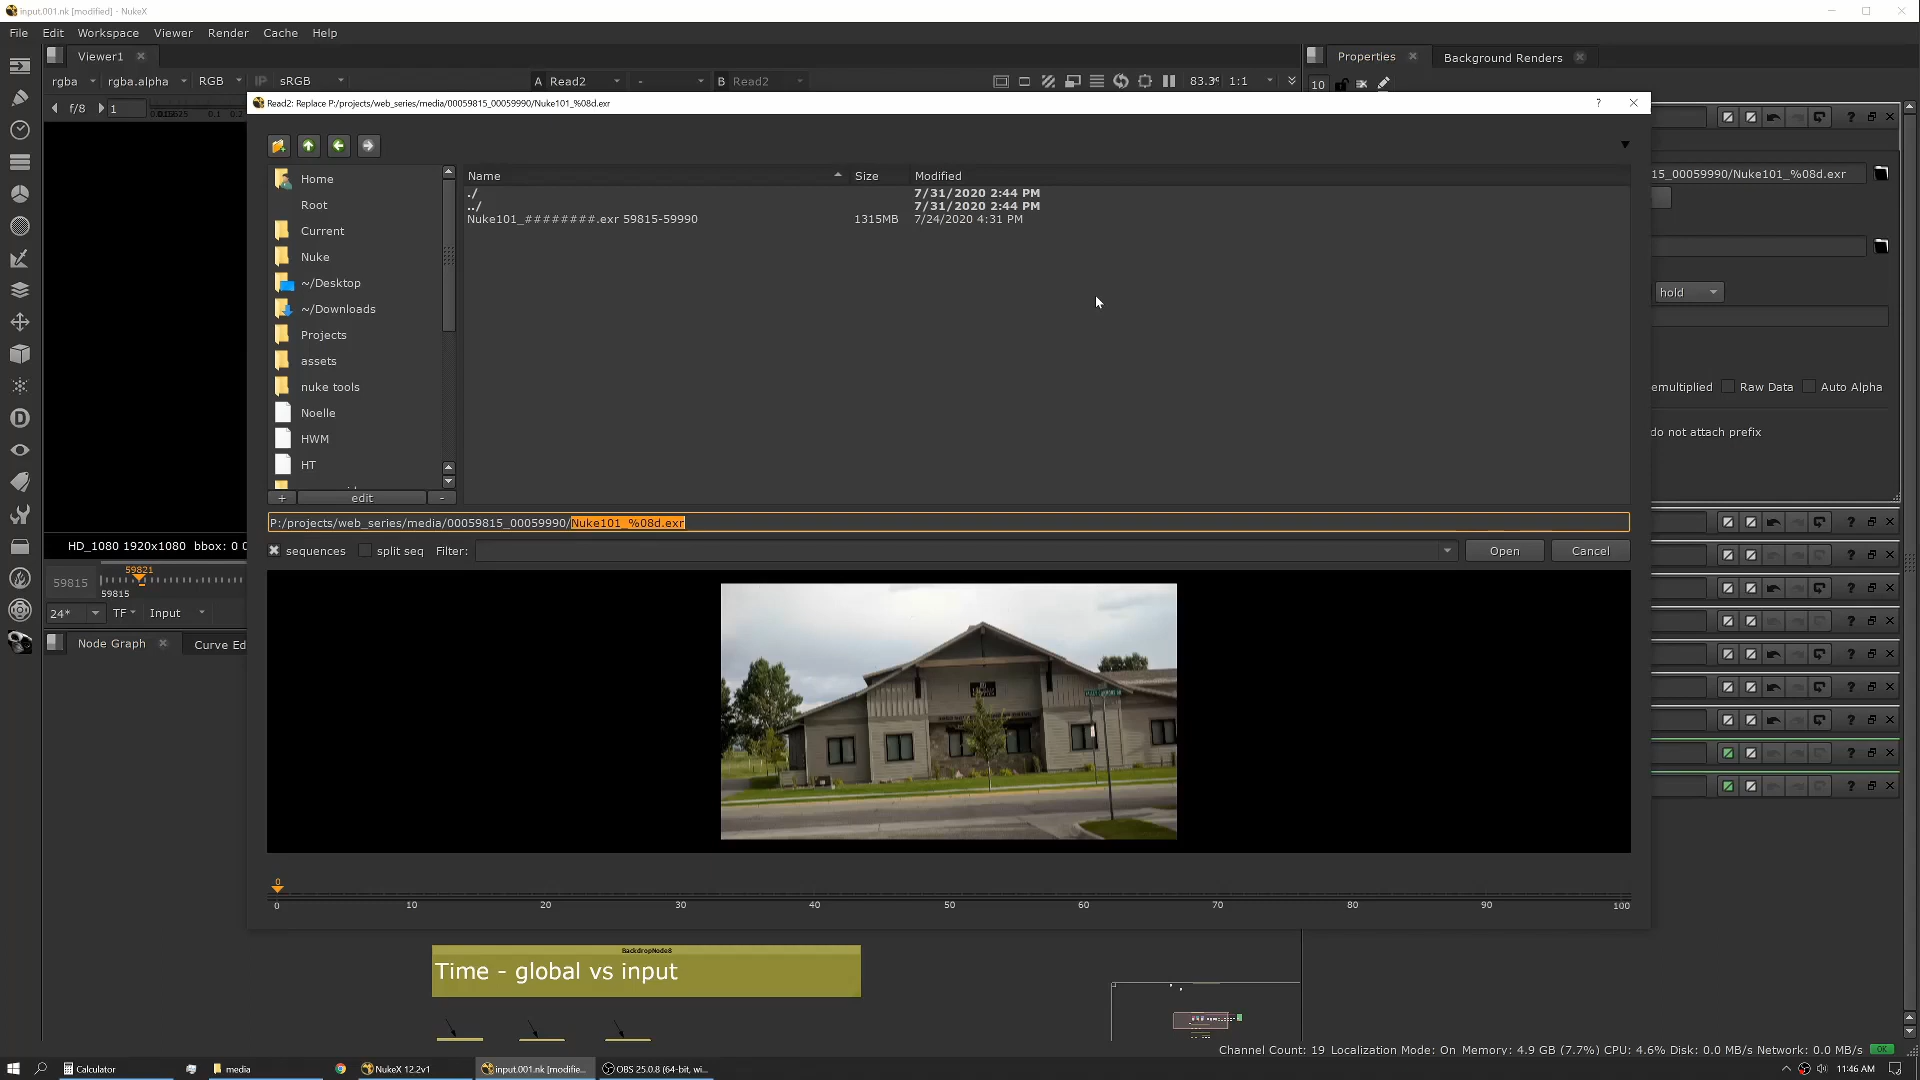 input.001.nk [modified] - NukeX
File Edit Workspace Viewer Render Cache Help
Viewer1
Properties Background Renders
rgba rgba.alpha RGB IP sRGB A Read2 - B Read2 1:1
10
f/8 1
Read2: Replace P:/projects/web_series/media/00059815_00059990/Nuke101_%08d.exr
?
15_00059990/Nuke101_%08d.exr
Name Size Modified
./ 7/31/2020 2:44 PM
../ 7/31/2020 2:44 PM
Nuke101_########.exr 59815-59990 1315MB 7/24/2020 4:31 PM
Home
Root
Current
Nuke
~/Desktop
~/Downloads
Projects
assets
nuke tools
Noelle
HWM
HT
+ edit -
hold
emultiplied Raw Data Auto Alpha
do not attach prefix
P:/projects/web_series/media/00059815_00059990/Nuke101_%08d.exr
sequences split seq Filter: Open Cancel
HD_1080 1920x1080 bbox: 0 0
59821
59815
59815
24* TF Input
Node Graph Curve Ed
0
0 10 20 30 40 50 60 70 80 90 100
BackdropNode8
Time - global vs input
Channel Count: 19 Localization Mode: On Memory: 4.9 GB (7.7%) CPU: 4.6% Disk: 0.0 MB/s Network: 0.0 MB/s OK
Calculator media NukeX 12.2v1 input.001.nk [modifie... OBS 25.0.8 (64-bit, wi... 11:46 AM